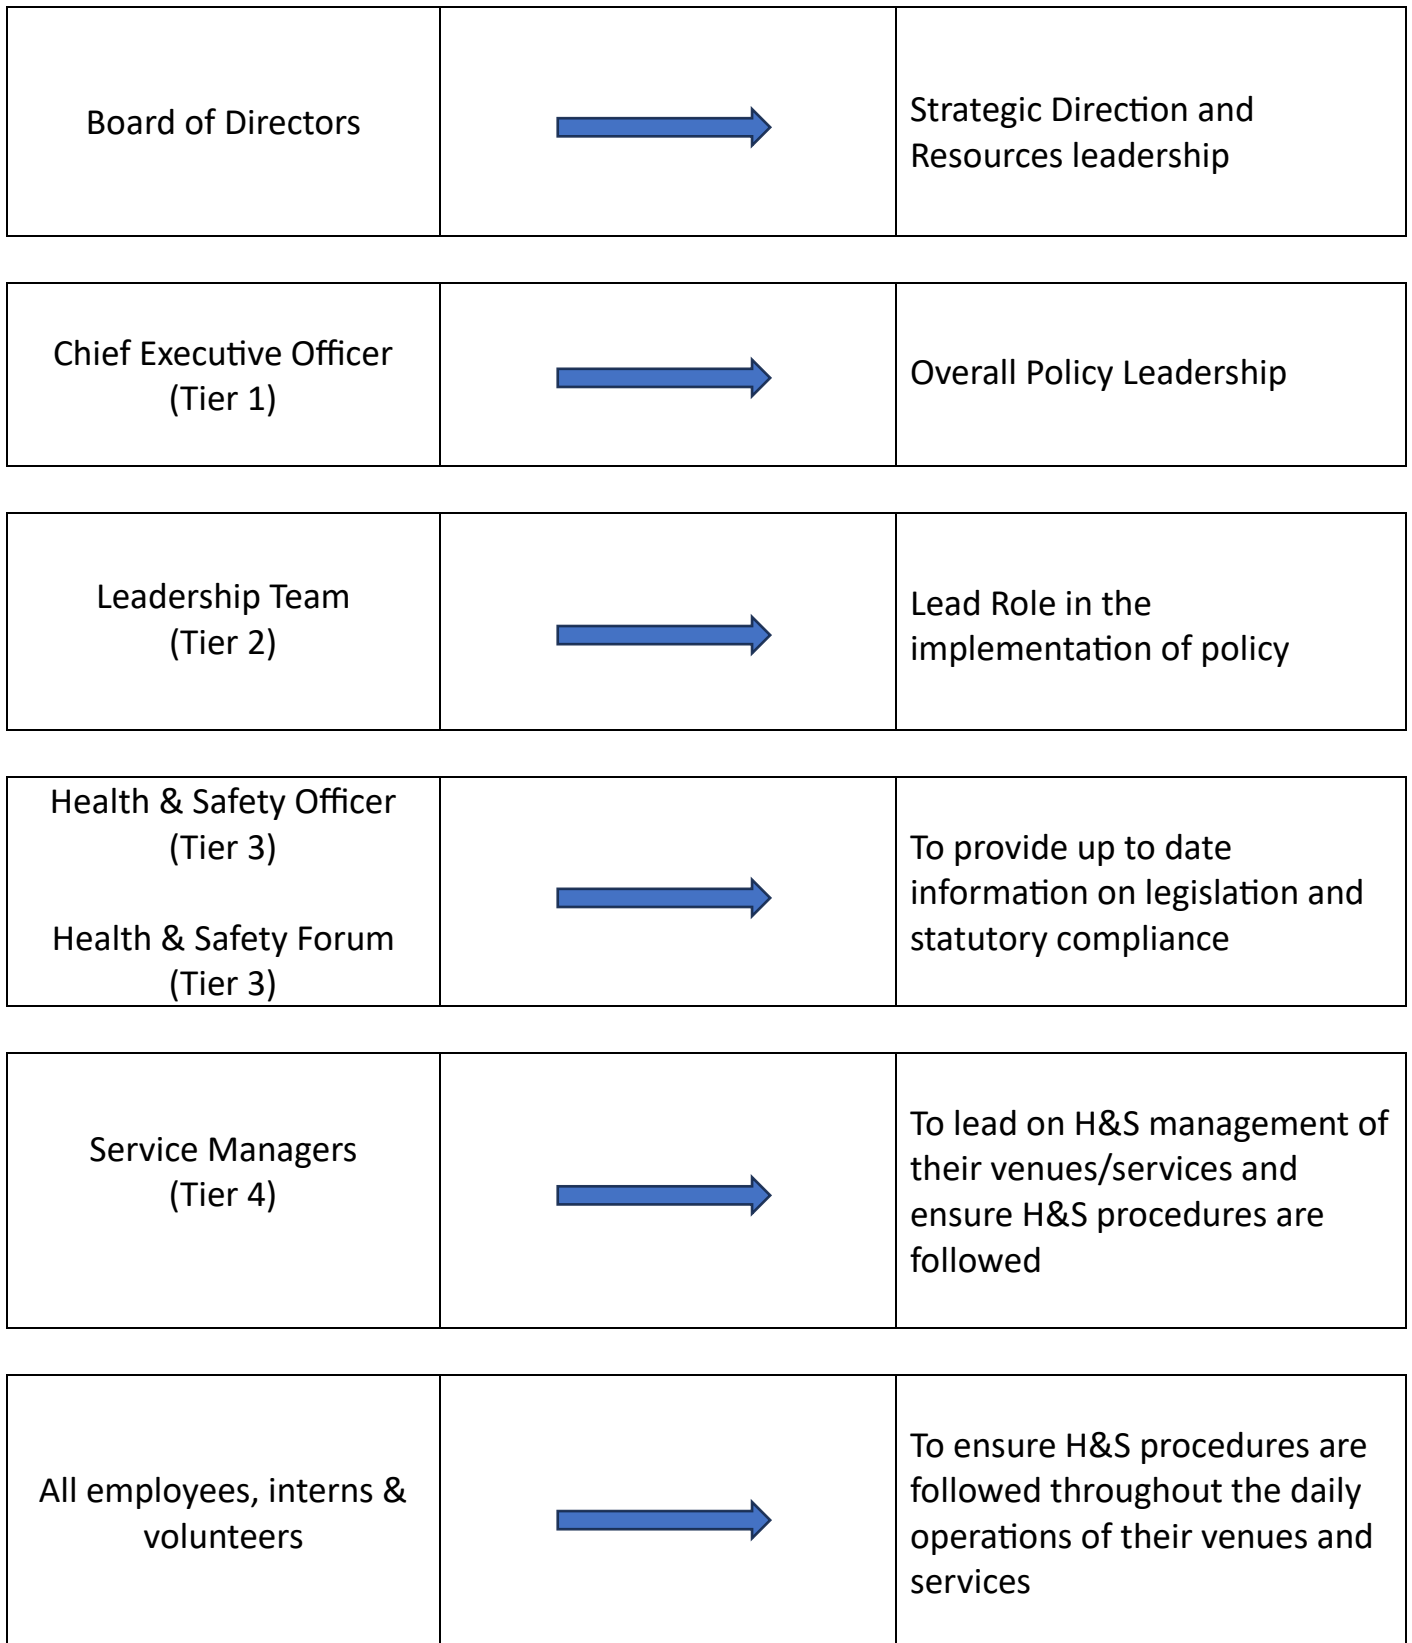 Board of Directors
Strategic Direction and
Resources leadership
Chief Executive Officer
(Tier 1)
Overall Policy Leadership
Leadership Team
(Tier 2)
Lead Role in the
implementation of policy
Health & Safety Officer
(Tier 3)
Health & Safety Forum
(Tier 3)
To provide up to date
information on legislation and
statutory compliance
Service Managers
(Tier 4)
To lead on H&S management of
their venues/services and
ensure H&S procedures are
followed
All employees, interns &
volunteers
To ensure H&S procedures are
followed throughout the daily
operations of their venues and
services